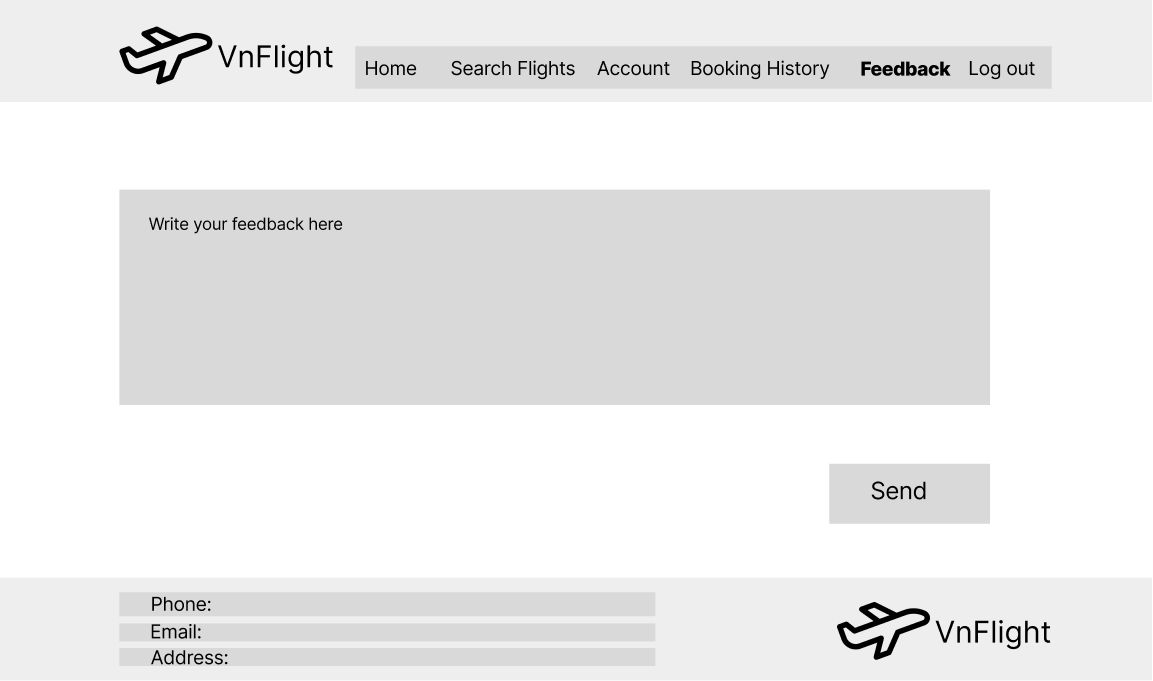 VnFlight
Home Search Flights Account Booking History Feedback Log out
Write your feedback here
Send
Phone:
Email:
Address:
VnFlight